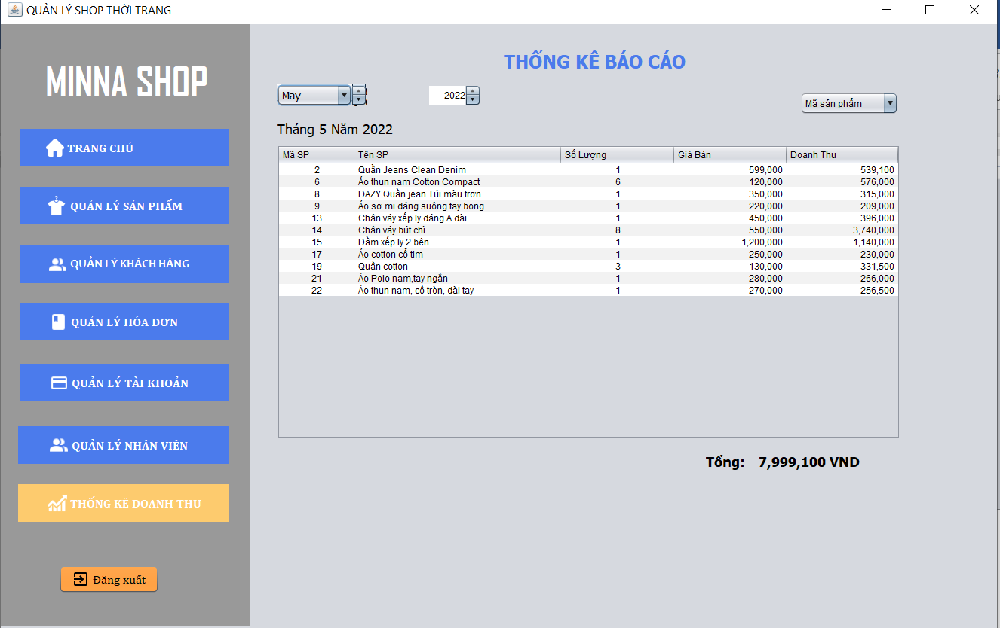 QUẢN LÝ SHOP THỜI TRANG
MINNA SHOP
TRANG CHỦ
QUẢN LÝ SẢN PHẨM
QUẢN LÝ KHÁCH HÀNG
QUẢN LÝ HÓA ĐƠN
QUẢN LÝ TÀI KHOẢN
QUẢN LÝ NHÂN VIÊN
THỐNG KÊ DOANH THU
Đăng xuất
THỐNG KÊ BÁO CÁO
May 2022 Mã sản phẩm
Tháng 5 Năm 2022
Mã SP Tên SP Số Lượng Giá Bán Doanh Thu
2 Quần Jeans Clean Denim 1 599,000 539,100
6 Áo thun nam Cotton Compact 6 120,000 576,000
8 DAZY Quần jean Túi màu trơn 1 350,000 315,000
9 Áo sơ mi dáng suông tay bong 1 220,000 209,000
13 Chân váy xếp ly dáng A dài 1 450,000 396,000
14 Chân váy bút chì 8 550,000 3,740,000
15 Đầm xếp ly 2 bên 1 1,200,000 1,140,000
17 Áo cotton cổ tim 1 250,000 230,000
19 Quần cotton 3 130,000 331,500
21 Áo Polo nam,tay ngắn 1 280,000 266,000
22 Áo thun nam, cổ tròn, dài tay 1 270,000 256,500
Tổng: 7,999,100 VND